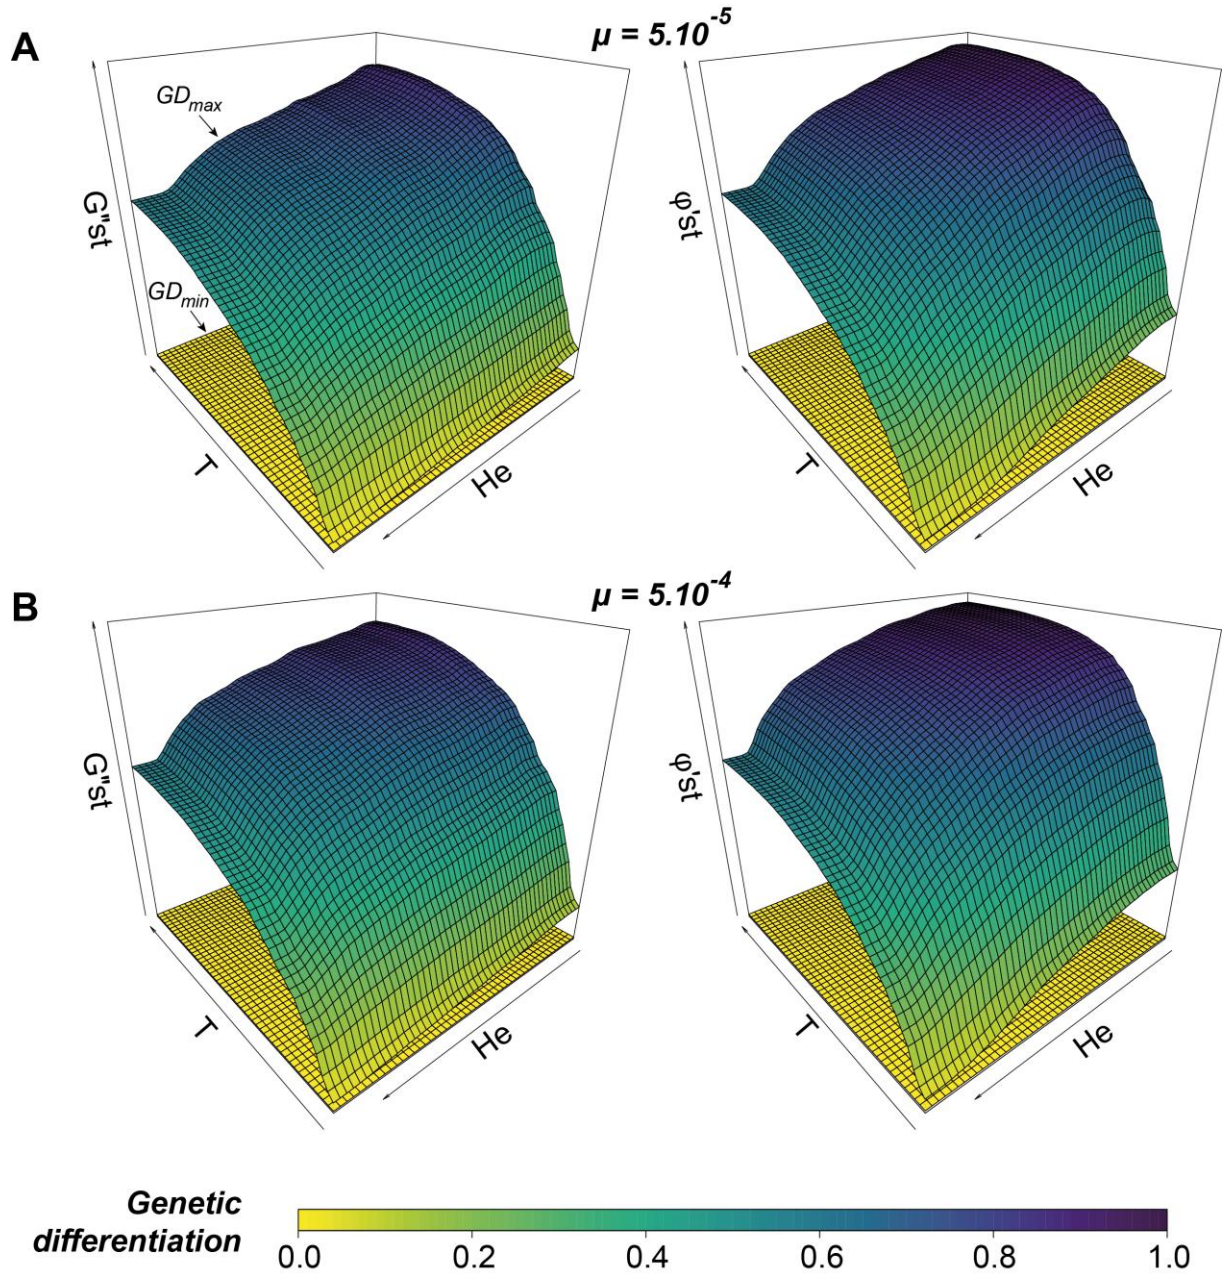 A
μ = 5.10-5
GDmax
G"st
GDmin
T
He
φ'st
T
He
B
μ = 5.10-4
G"st
T
He
φ'st
T
He
Genetic
differentiation
0.0 0.2 0.4 0.6 0.8 1.0